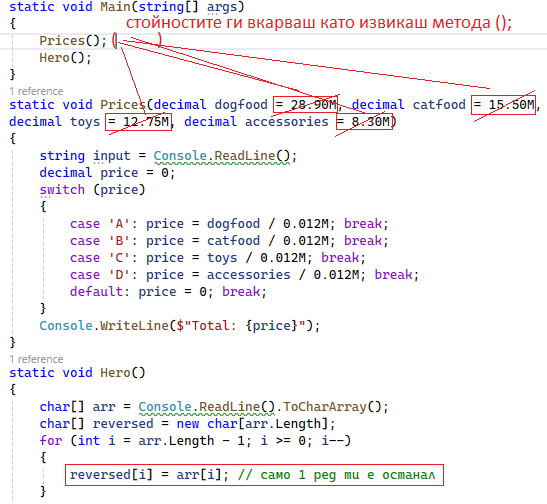 static void Main(string[] args)
{ стойностите ги вкарваш като извикаш метода ();
Prices(); ( )
Hero();
}
1 reference
static void Prices(decimal dogfood = 28.90M, decimal catfood = 15.50M,
decimal toys = 12.75M, decimal accessories = 8.30M)
{
string input = Console.ReadLine();
decimal price = 0;
switch (price)
{
case 'A': price = dogfood / 0.012M; break;
case 'B': price = catfood / 0.012M; break;
case 'C': price = toys / 0.012M; break;
case 'D': price = accessories / 0.012M; break;
default: price = 0; break;
}
Console.WriteLine($"Total: {price}");
}
1 reference
static void Hero()
{
char[] arr = Console.ReadLine().ToCharArray();
char[] reversed = new char[arr.Length];
for (int i = arr.Length - 1; i >= 0; i--)
{
reversed[i] = arr[i]; // само 1 ред ти е останал
}